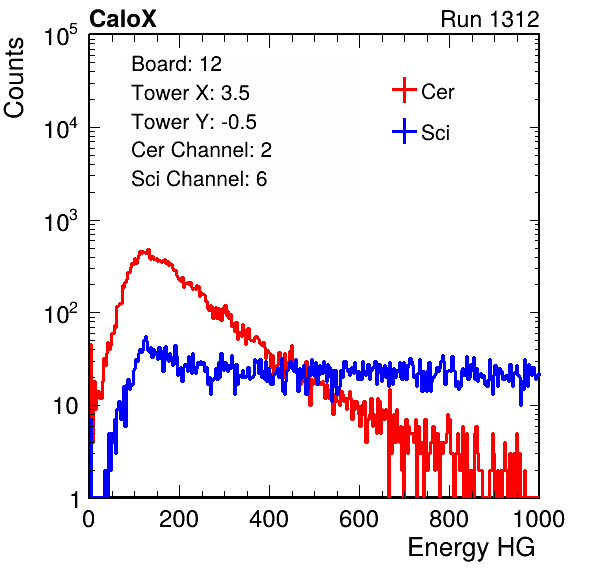 CaloX Run 1312
Counts
10^5
10^4
10^3
10^2
10
1
Board: 12
Tower X: 3.5
Tower Y: -0.5
Cer Channel: 2
Sci Channel: 6
Cer
Sci
0 200 400 600 800 1000
Energy HG